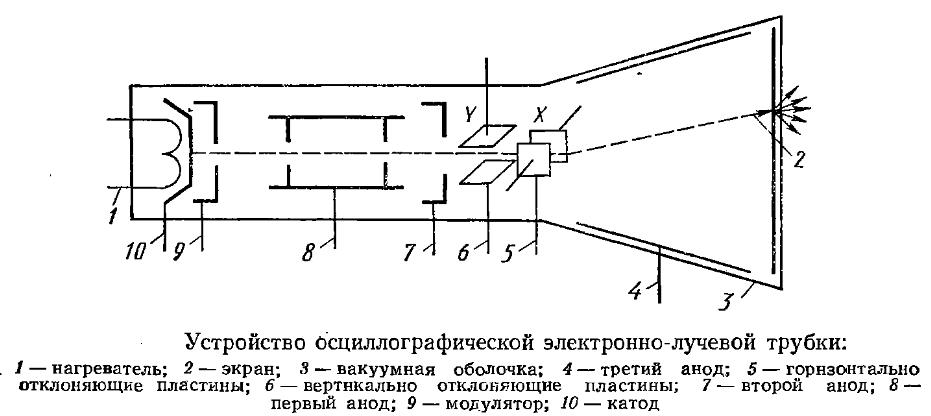 Y X
1 10 9 8 7 6 5 4 3 2
Устройство осциллографической электронно-лучевой трубки:
1 — нагреватель; 2 — экран; 3 — вакуумная оболочка; 4 — третий анод; 5 — горизонтально
отклоняющие пластины; 6 — вертикально отклоняющие пластины; 7 — второй анод; 8 —
первый анод; 9 — модулятор; 10 — катод